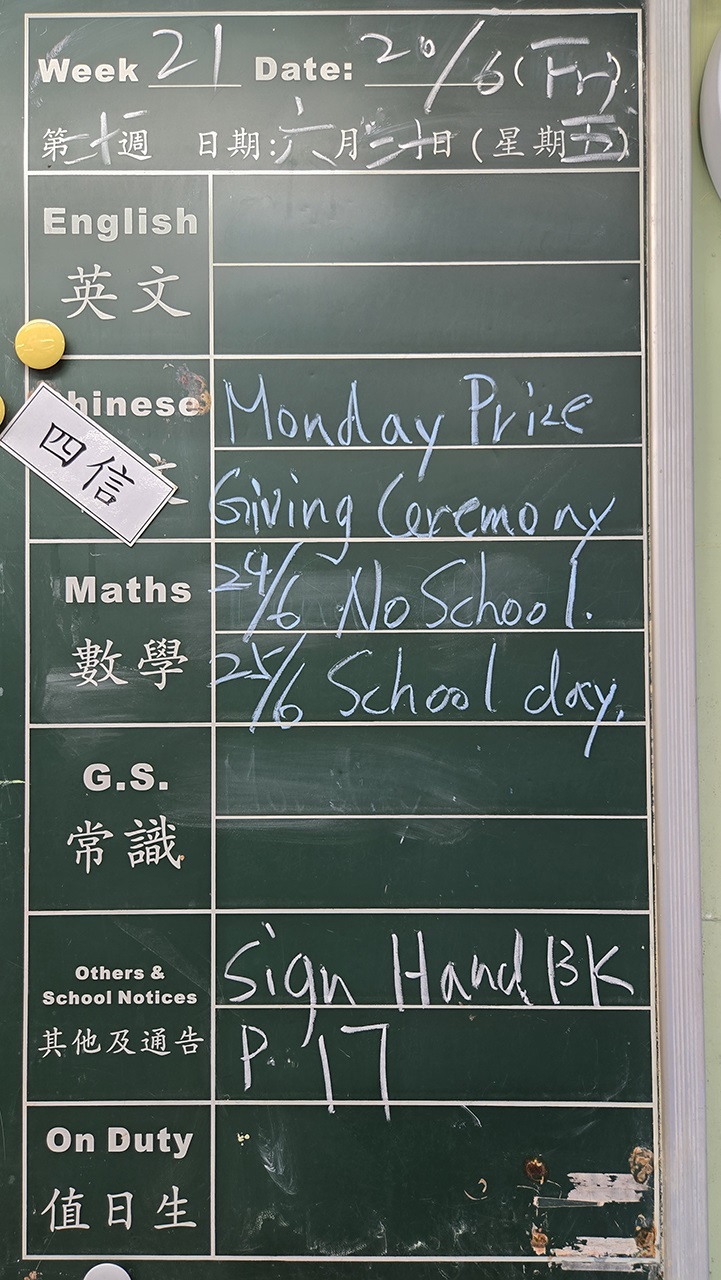 Week 21 Date: 20/6 (Fri)
第二十一週 日期:六月二十日(星期五)
English
英文
Chinese
四信
Monday Prize
Giving Ceremony
Maths
數學
24/6 No School.
25/6 School day.
G.S.
常識
Others &
School Notices
其他及通告
Sign Hand BK
P. 17
On Duty
值日生